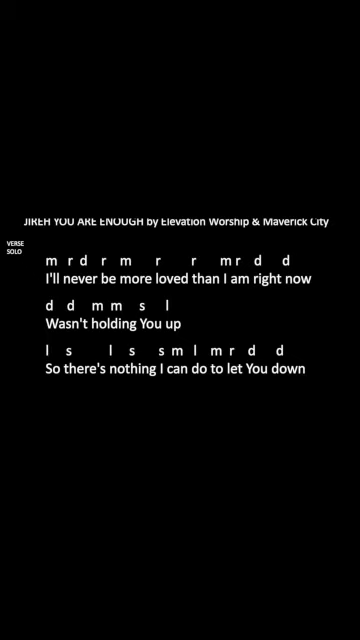 JIREH YOU ARE ENOUGH by Elevation Worship & Maverick City
VERSE
SOLO
m r d r m r r m r d d
I'll never be more loved than I am right now
d d m m s l
Wasn't holding You up
l s l s s m l m r d d
So there's nothing I can do to let You down